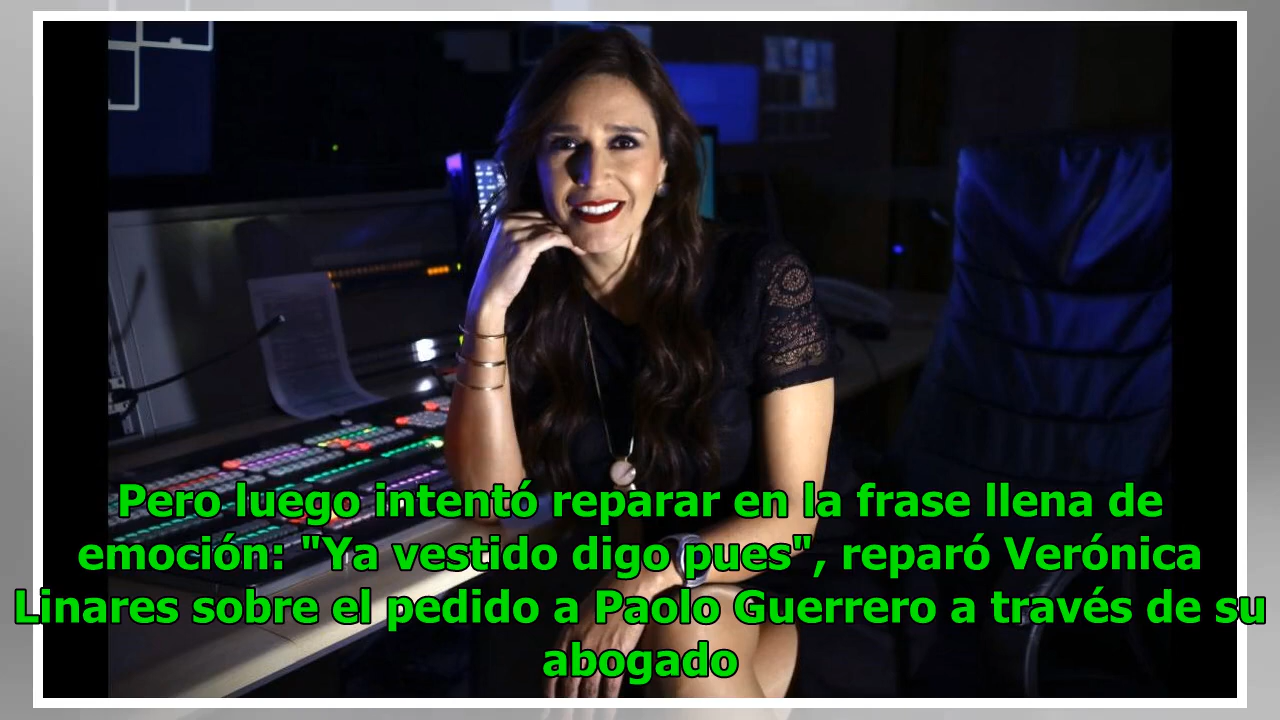 Pero luego intentó reparar en la frase llena de
emoción: "Ya vestido digo pues", reparó Verónica
Linares sobre el pedido a Paolo Guerrero a través de su
abogado